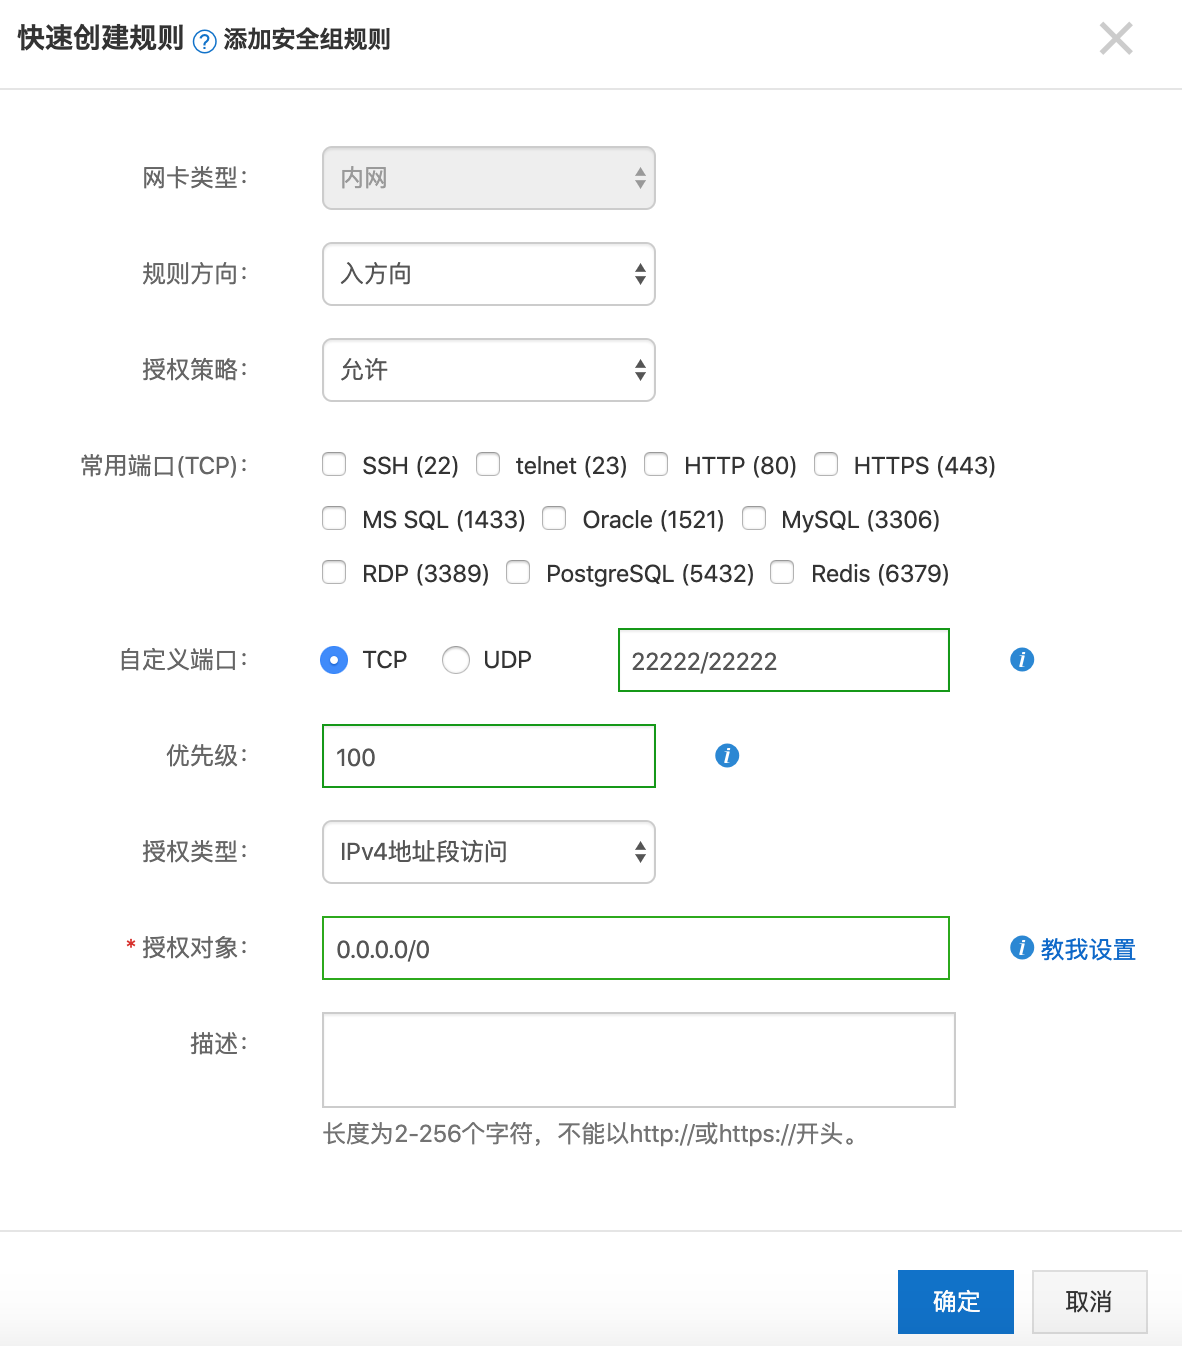 快速创建规则 ? 添加安全组规则
网卡类型： 内网
规则方向： 入方向
授权策略： 允许
常用端口(TCP)： SSH (22) telnet (23) HTTP (80) HTTPS (443)
MS SQL (1433) Oracle (1521) MySQL (3306)
RDP (3389) PostgreSQL (5432) Redis (6379)
自定义端口： TCP UDP 22222/22222 i
优先级： 100 i
授权类型： IPv4地址段访问
* 授权对象： 0.0.0.0/0 i 教我设置
描述：
长度为2-256个字符，不能以http://或https://开头。
确定 取消